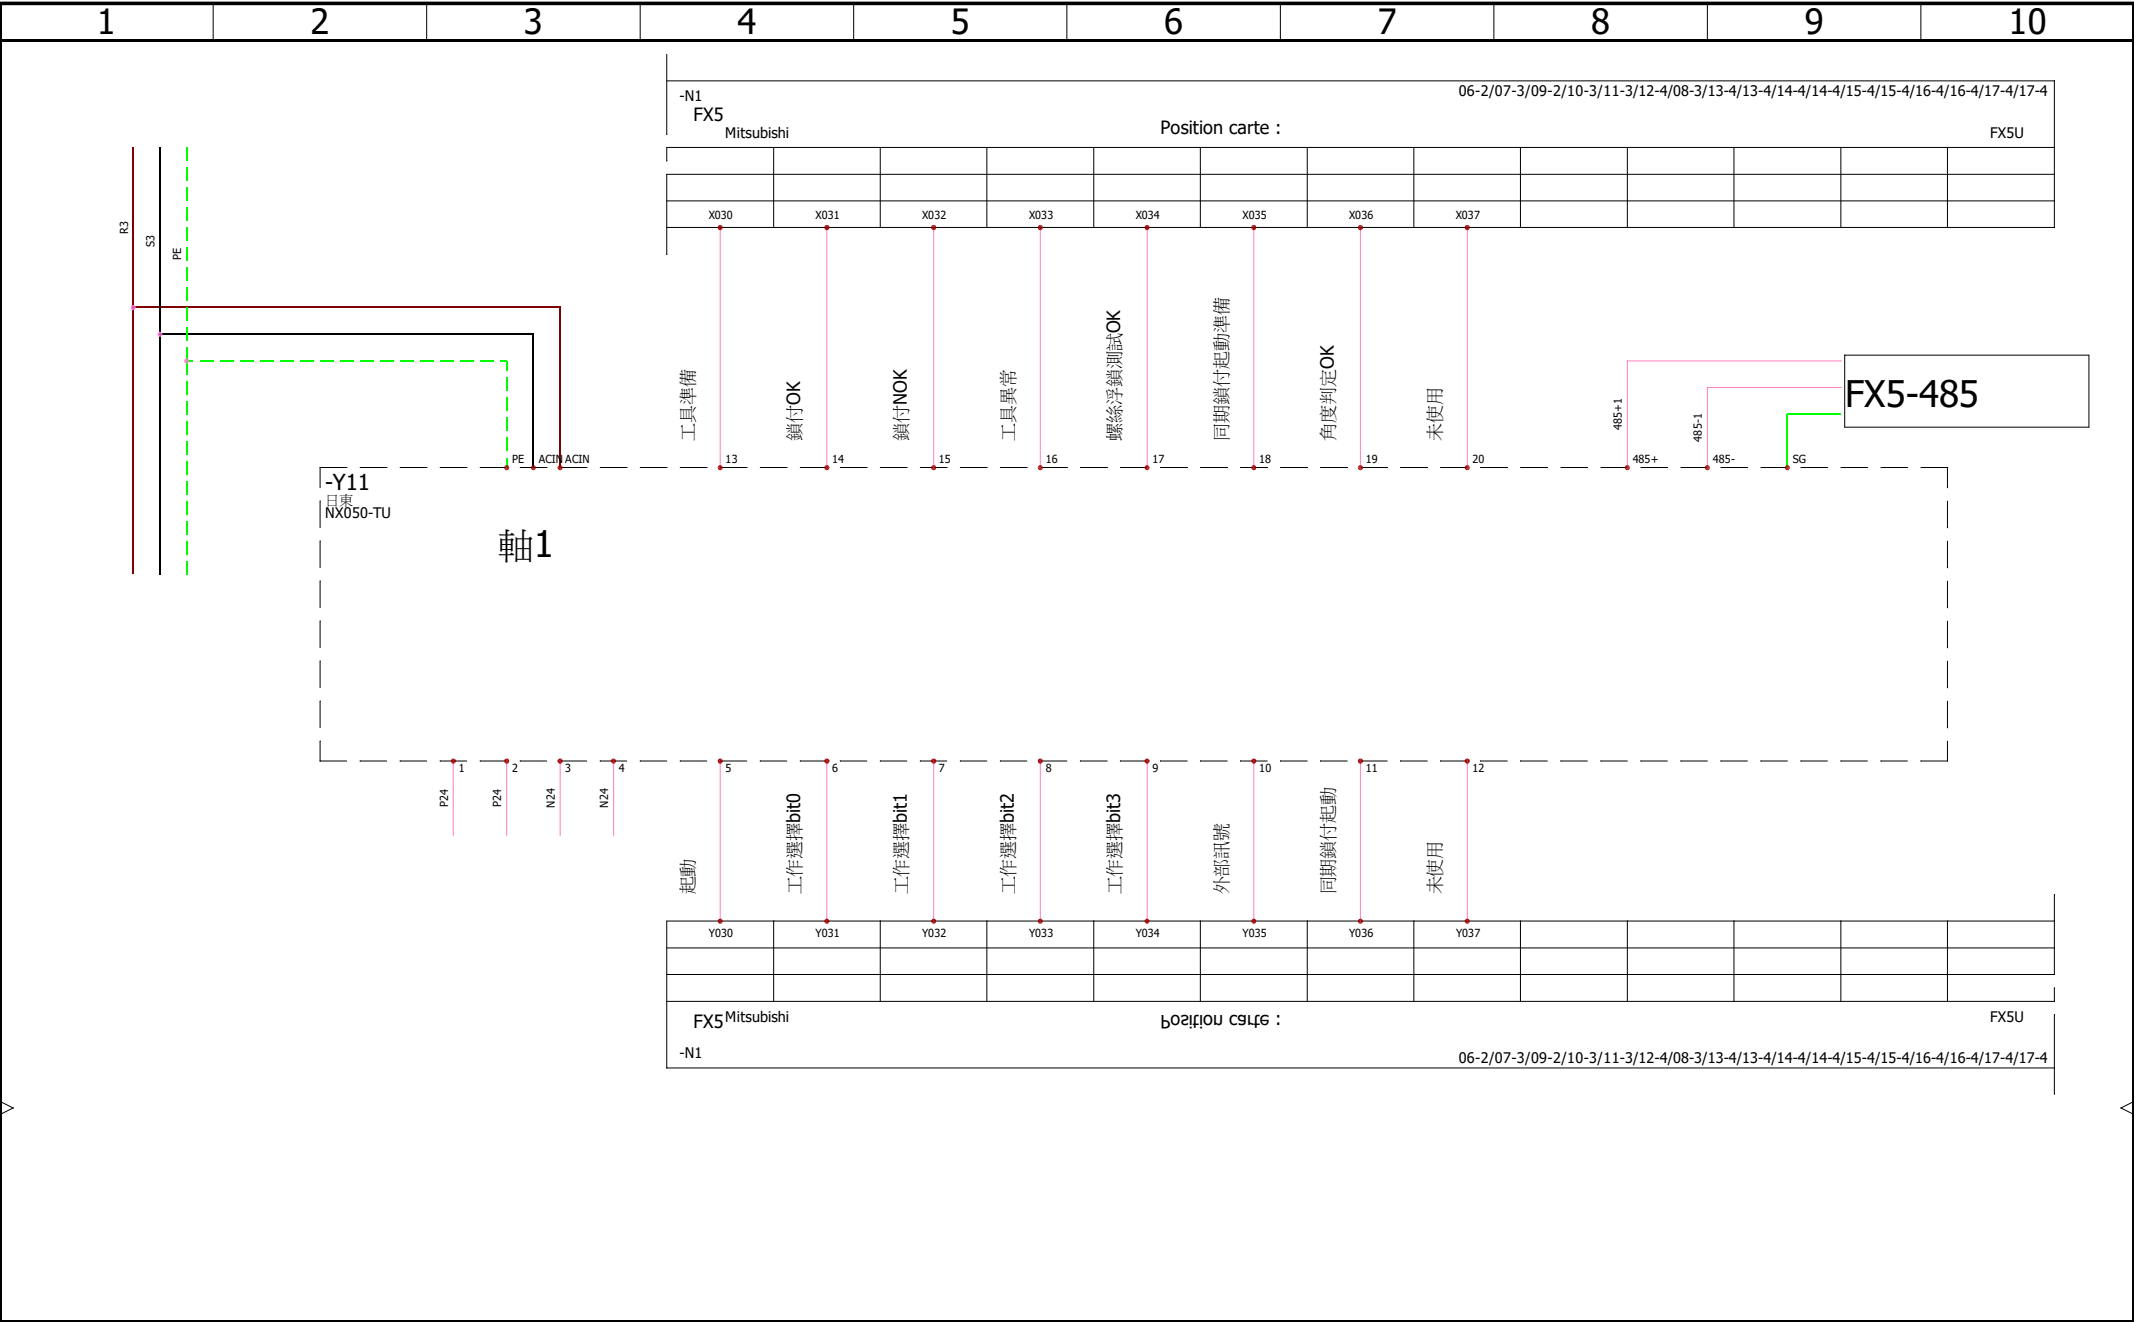 1 2 3 4 5 6 7 8 9 10
-N1
06-2/07-3/09-2/10-3/11-3/12-4/08-3/13-4/13-4/14-4/14-4/15-4/15-4/16-4/16-4/17-4/17-4
FX5
Mitsubishi
Position carte :
FX5U
X030 X031 X032 X033 X034 X035 X036 X037
R3
S3
PE
工具準備
鎖付OK
鎖付NOK
工具異常
螺絲浮鎖測試OK
同期鎖付起動準備
角度判定OK
未使用
485+1
485-1
FX5-485
PE ACIN ACIN 13 14 15 16 17 18 19 20 485+ 485- SG
-Y11
日東
NX050-TU
軸1
1 2 3 4 5 6 7 8 9 10 11 12
P24
P24
N24
N24
起動
工作選擇bit0
工作選擇bit1
工作選擇bit2
工作選擇bit3
外部訊號
同期鎖付起動
未使用
Y030 Y031 Y032 Y033 Y034 Y035 Y036 Y037
FX5
Mitsubishi
Position carte :
FX5U
-N1
06-2/07-3/09-2/10-3/11-3/12-4/08-3/13-4/13-4/14-4/14-4/15-4/15-4/16-4/16-4/17-4/17-4